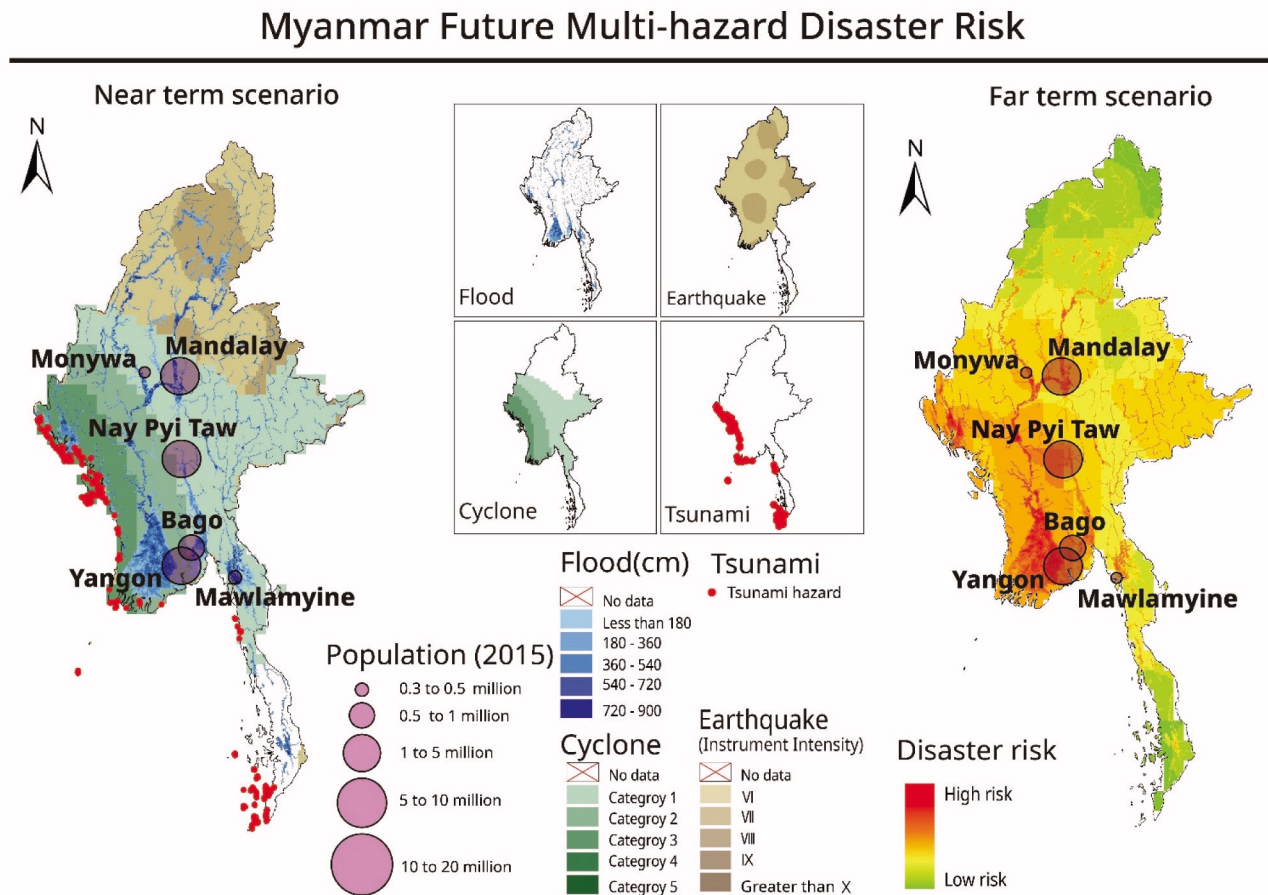 Myanmar Future Multi-hazard Disaster Risk
Near term scenario
N
Monywa
Mandalay
Nay Pyi Taw
Bago
Yangon
Mawlamyine
Flood
Earthquake
Cyclone
Tsunami
Far term scenario
N
Monywa
Mandalay
Nay Pyi Taw
Bago
Yangon
Mawlamyine
Population (2015)
0.3 to 0.5 million
0.5 to 1 million
1 to 5 million
5 to 10 million
10 to 20 million
Flood(cm)
No data
Less than 180
180 - 360
360 - 540
540 - 720
720 - 900
Tsunami
Tsunami hazard
Cyclone
No data
Categroy 1
Categroy 2
Categroy 3
Categroy 4
Categroy 5
Earthquake
(Instrument Intensity)
No data
VI
VII
VIII
IX
Greater than X
Disaster risk
High risk
Low risk